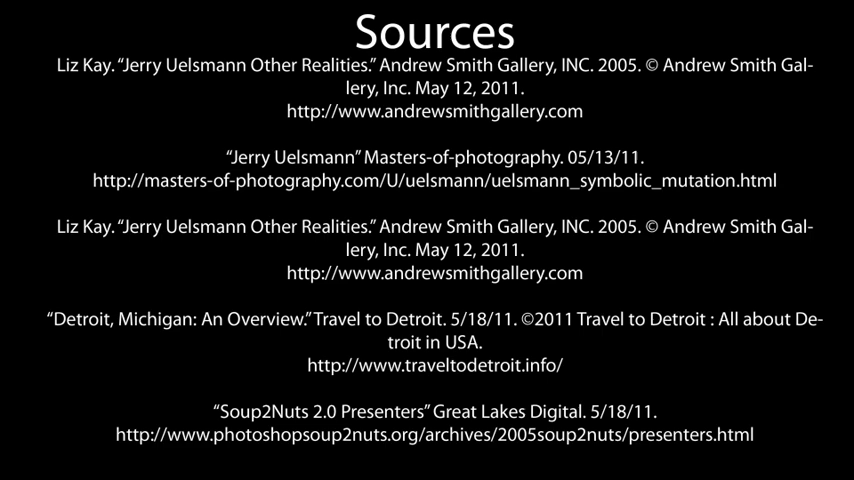 Sources
Liz Kay. “Jerry Uelsmann Other Realities.” Andrew Smith Gallery, INC. 2005. © Andrew Smith Gal-
lery, Inc. May 12, 2011.
http://www.andrewsmithgallery.com
“Jerry Uelsmann” Masters-of-photography. 05/13/11.
http://masters-of-photography.com/U/uelsmann/uelsmann_symbolic_mutation.html
Liz Kay. “Jerry Uelsmann Other Realities.” Andrew Smith Gallery, INC. 2005. © Andrew Smith Gal-
lery, Inc. May 12, 2011.
http://www.andrewsmithgallery.com
“Detroit, Michigan: An Overview.” Travel to Detroit. 5/18/11. ©2011 Travel to Detroit : All about De-
troit in USA.
http://www.traveltodetroit.info/
“Soup2Nuts 2.0 Presenters” Great Lakes Digital. 5/18/11.
http://www.photoshopsoup2nuts.org/archives/2005soup2nuts/presenters.html